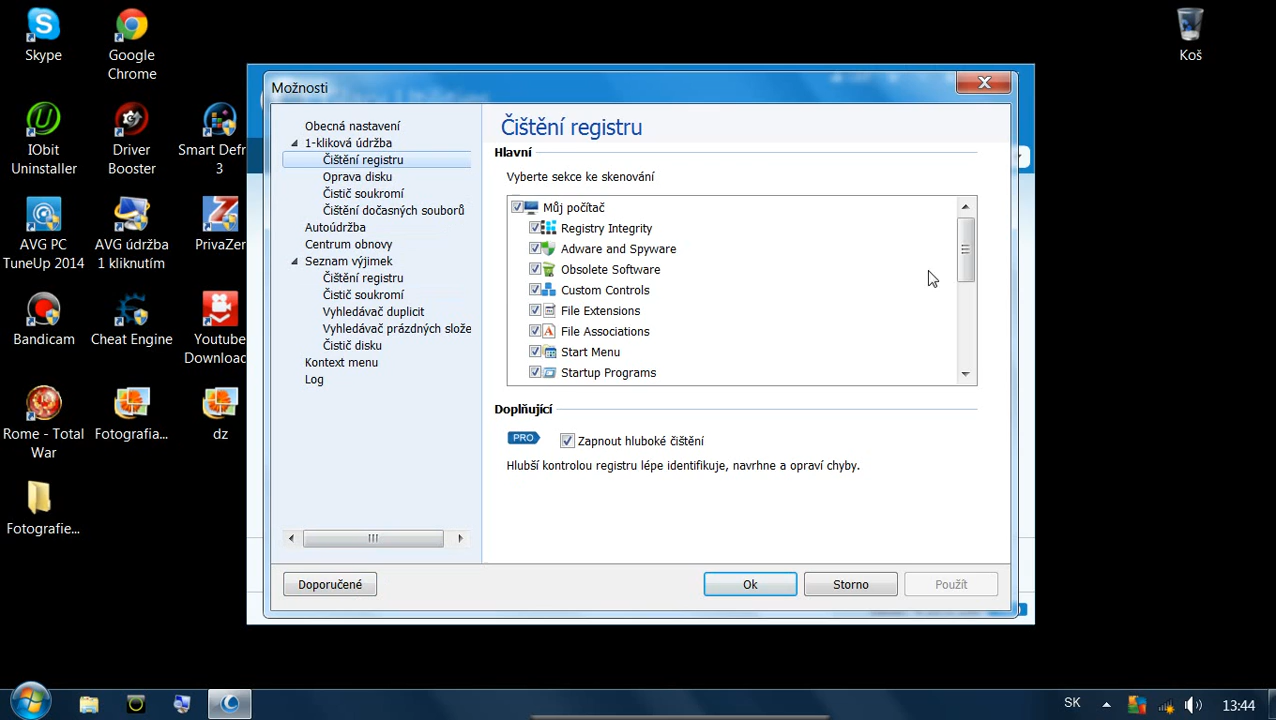 Skype
Google
Chrome
Koš
IObit
Uninstaller
Driver
Booster
Smart Defr
3
AVG PC
TuneUp 2014
AVG údržba
1 kliknutím
PrivaZer
Bandicam
Cheat Engine
Youtube
Downloac
Rome - Total
War
Fotografia...
dz
Fotografie...
Možnosti
Obecná nastavení
1-kliková údržba
Čištění registru
Oprava disku
Čistič soukromí
Čištění dočasných souborů
Autoúdržba
Centrum obnovy
Seznam výjimek
Čištění registru
Čistič soukromí
Vyhledávač duplicit
Vyhledávač prázdných slože
Čistič disku
Kontext menu
Log
Čištění registru
Hlavní
Vyberte sekce ke skenování
Můj počítač
Registry Integrity
Adware and Spyware
Obsolete Software
Custom Controls
File Extensions
File Associations
Start Menu
Startup Programs
Doplňující
PRO
Zapnout hluboké čištění
Hlubší kontrolou registru lépe identifikuje, navrhne a opraví chyby.
Doporučené
Ok
Storno
Použít
SK
13:44